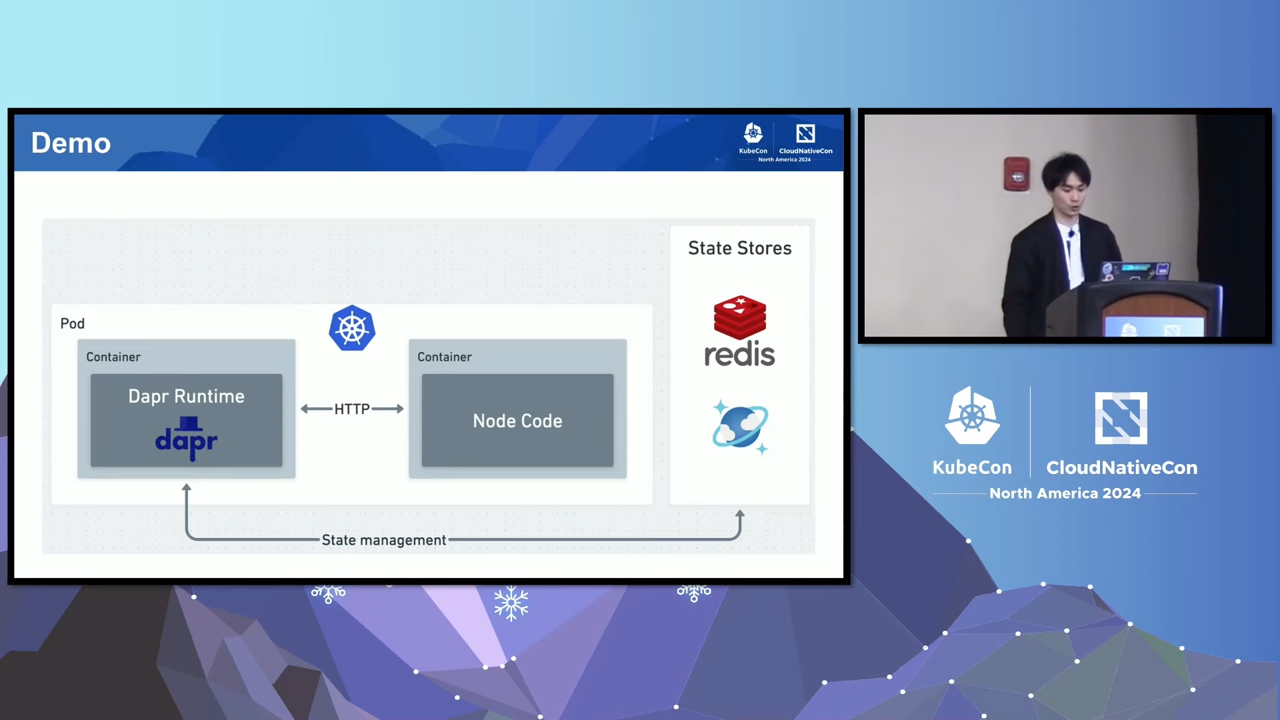 Demo
KubeCon
CloudNativeCon
North America 2024
State Stores
Pod
Container
Dapr Runtime
dapr
HTTP
Container
Node Code
redis
State management
KubeCon
CloudNativeCon
North America 2024